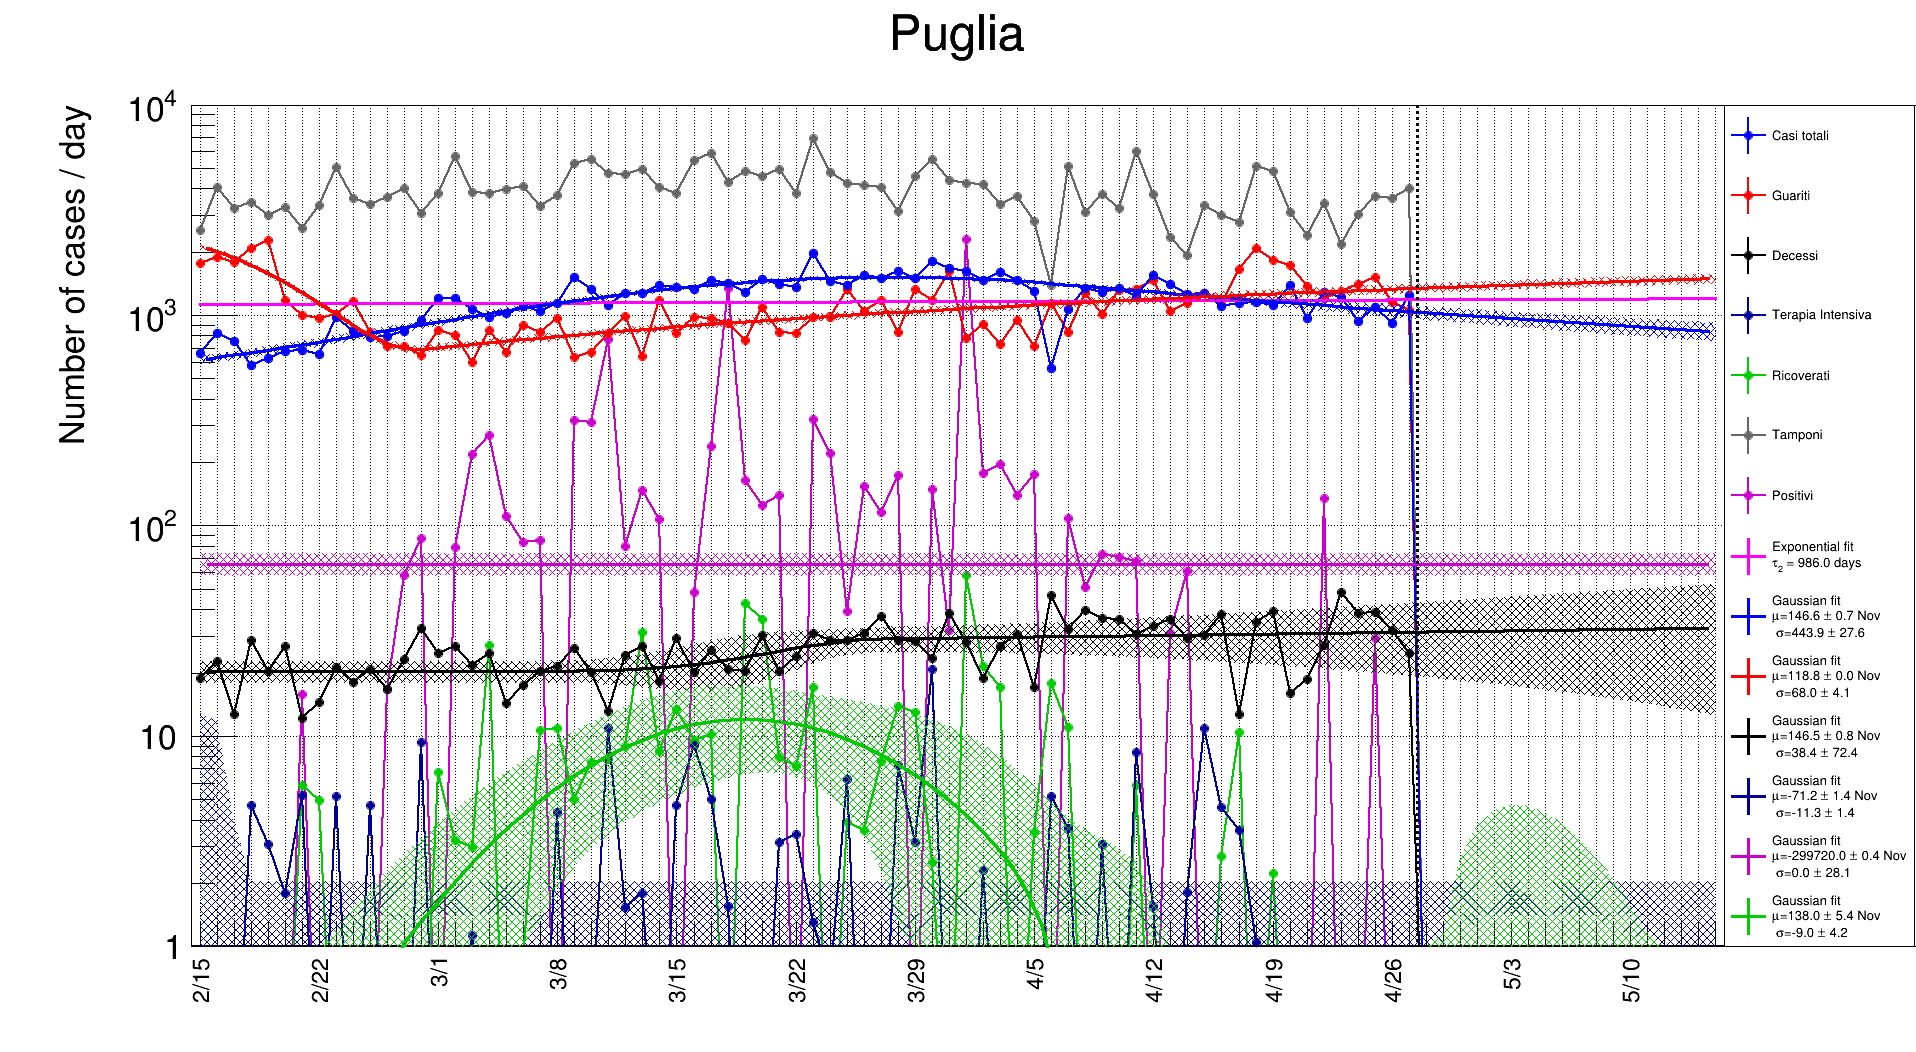 Puglia
Number of cases / day
10^4
10^3
10^2
10
1
2/15
2/22
3/1
3/8
3/15
3/22
3/29
4/5
4/12
4/19
4/26
5/3
5/10
Casi totali
Guariti
Decessi
Terapia Intensiva
Ricoverati
Tamponi
Positivi
Exponential fit
τ₂ = 986.0 days
Gaussian fit
μ=146.6 ± 0.7 Nov
σ=443.9 ± 27.6
Gaussian fit
μ=118.8 ± 0.0 Nov
σ=68.0 ± 4.1
Gaussian fit
μ=146.5 ± 0.8 Nov
σ=38.4 ± 72.4
Gaussian fit
μ=-71.2 ± 1.4 Nov
σ=-11.3 ± 1.4
Gaussian fit
μ=-299720.0 ± 0.4 Nov
σ=0.0 ± 28.1
Gaussian fit
μ=138.0 ± 5.4 Nov
σ=-9.0 ± 4.2